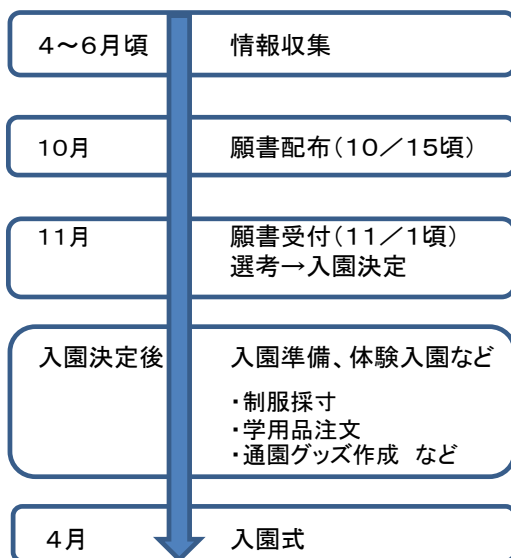 4～6月頃 情報収集
10月 願書配布（10／15頃）
11月 願書受付（11／1頃）
選考→入園決定
入園決定後 入園準備、体験入園など
・制服採寸
・学用品注文
・通園グッズ作成 など
4月 入園式